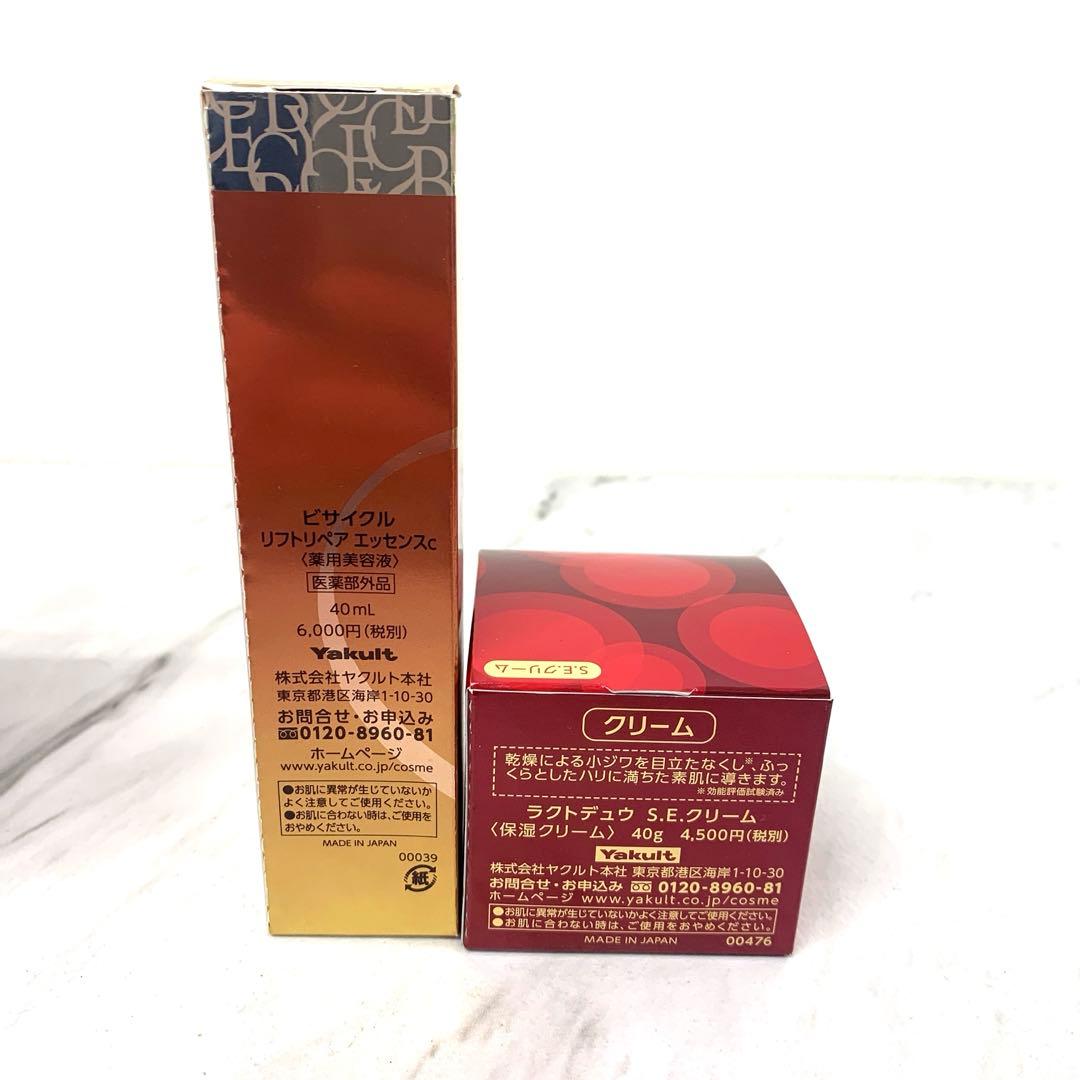 ビサイクル
リフトリペア エッセンスc
〈薬用美容液〉
医薬部外品
40mL
6,000円(税別)
Yakult
株式会社ヤクルト本社
東京都港区海岸1-10-30
お問合せ・お申込み
0120-8960-81
ホームページ
www.yakult.co.jp/cosme
●お肌に異常が生じていないか
よく注意してご使用ください。
●お肌に合わない時は、ご使用を
おやめください。
MADE IN JAPAN
00039
紙
S.E.クリーム
クリーム
乾燥による小ジワを目立たなくし※、ふっ
くらとしたハリに満ちた素肌に導きます。
※効能評価試験済み
ラクトデュウ S.E.クリーム
〈保湿クリーム〉 40g 4,500円(税別)
Yakult
株式会社ヤクルト本社 東京都港区海岸1-10-30
お問合せ・お申込み 0120-8960-81
ホームページ www.yakult.co.jp/cosme
●お肌に異常が生じていないかよく注意してご使用ください。
●お肌に合わない時は、ご使用をおやめください。
MADE IN JAPAN 00476